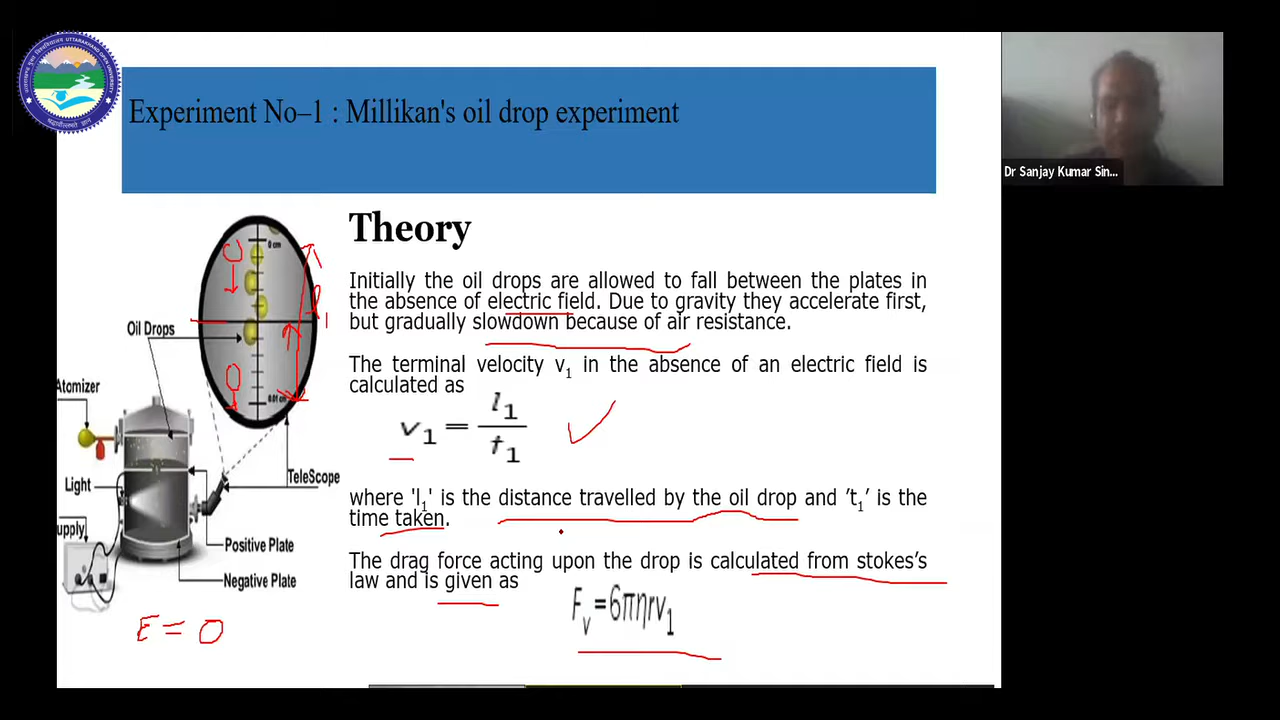 Experiment No–1 : Millikan's oil drop experiment
Dr Sanjay Kumar Sin...
Theory
Initially the oil drops are allowed to fall between the plates in
the absence of electric field. Due to gravity they accelerate first,
but gradually slowdown because of air resistance.
The terminal velocity v₁ in the absence of an electric field is
calculated as
v₁ = l₁ / t₁
where 'l₁' is the distance travelled by the oil drop and ’t₁’ is the
time taken.
The drag force acting upon the drop is calculated from stokes’s
law and is given as
Fᵥ=6πηrv₁
0 cm
l₁
Oil Drops
0.01 cm
Atomizer
TeleScope
Light
upply
Positive Plate
Negative Plate
E = 0